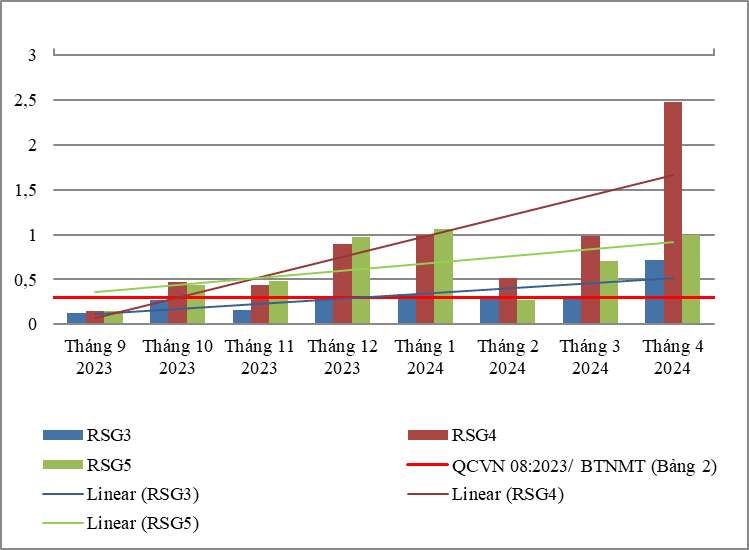 3
2,5
2
1,5
1
0,5
0
Tháng 9 2023
Tháng 10 2023
Tháng 11 2023
Tháng 12 2023
Tháng 1 2024
Tháng 2 2024
Tháng 3 2024
Tháng 4 2024
RSG3
RSG4
RSG5
QCVN 08:2023/ BTNMT (Bảng 2)
Linear (RSG3)
Linear (RSG4)
Linear (RSG5)